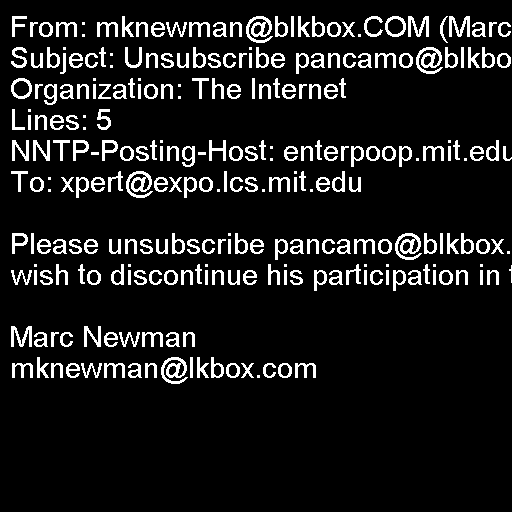 From: mknewman@blkbox.COM (Marc
Subject: Unsubscribe pancamo@blkbo
Organization: The Internet
Lines: 5
NNTP-Posting-Host: enterpoop.mit.edu
To: xpert@expo.lcs.mit.edu

Please unsubscribe pancamo@blkbox.
wish to discontinue his participation in t

Marc Newman
mknewman@lkbox.com